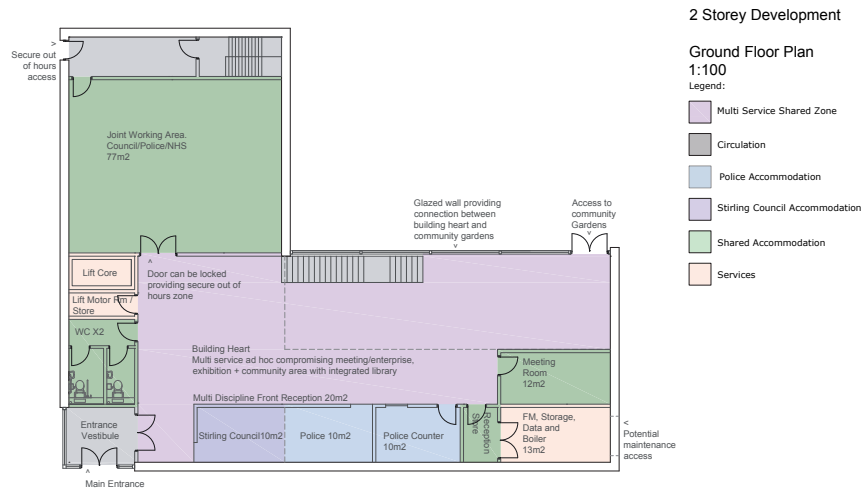 2 Storey Development
Ground Floor Plan
1:100
Legend:
Multi Service Shared Zone
Circulation
Police Accommodation
Stirling Council Accommodation
Shared Accommodation
Services
>
Secure out
of hours
access
Joint Working Area.
Council/Police/NHS
77m2
Glazed wall providing
connection between
building heart and
community gardens
>
Access to
community
Gardens
>
>
Door can be locked
providing secure out of
hours zone
Lift Core
Lift Motor Rm /
Store
WC X2
Building Heart
Multi service ad hoc compromising meeting/enterprise,
exhibition + community area with integrated library
Meeting
Room
12m2
Multi Discipline Front Reception 20m2
Entrance
Vestibule
Stirling Council10m2
Police 10m2
Police Counter
10m2
Reception
Store
FM, Storage,
Data and
Boiler
13m2
<
Potential
maintenance
access
>
Main Entrance